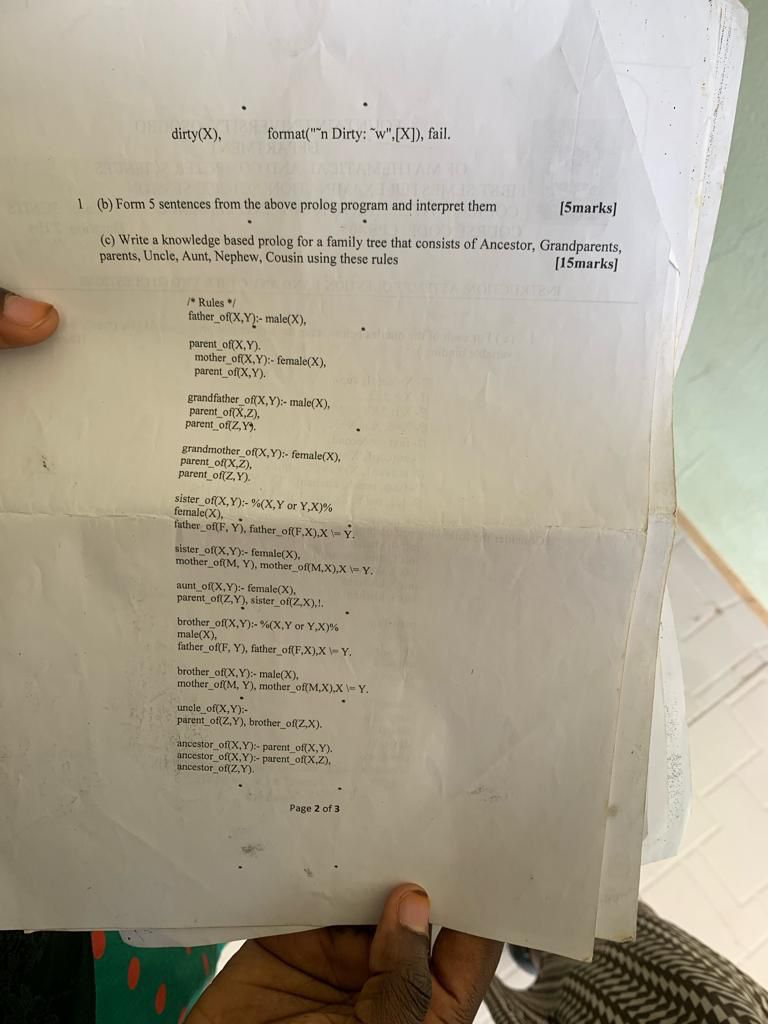 dirty(X), format("~n Dirty: ~w",[X]), fail.
1 (b) Form 5 sentences from the above prolog program and interpret them [5marks]
(c) Write a knowledge based prolog for a family tree that consists of Ancestor, Grandparents,
parents, Uncle, Aunt, Nephew, Cousin using these rules [15marks]
/* Rules */
father_of(X,Y):- male(X),
parent_of(X,Y).
mother_of(X,Y):- female(X),
parent_of(X,Y).
grandfather_of(X,Y):- male(X),
parent_of(X,Z),
parent_of(Z,Y).
grandmother_of(X,Y):- female(X),
parent_of(X,Z),
parent_of(Z,Y).
sister_of(X,Y):- %(X,Y or Y,X)%
female(X),
father_of(F, Y), father_of(F,X),X \= Y.
sister_of(X,Y):- female(X),
mother_of(M, Y), mother_of(M,X),X \= Y.
aunt_of(X,Y):- female(X),
parent_of(Z,Y), sister_of(Z,X),!.
brother_of(X,Y):- %(X,Y or Y,X)%
male(X),
father_of(F, Y), father_of(F,X),X \= Y.
brother_of(X,Y):- male(X),
mother_of(M, Y), mother_of(M,X),X \= Y.
uncle_of(X,Y):-
parent_of(Z,Y), brother_of(Z,X).
ancestor_of(X,Y):- parent_of(X,Y).
ancestor_of(X,Y):- parent_of(X,Z),
ancestor_of(Z,Y).
Page 2 of 3